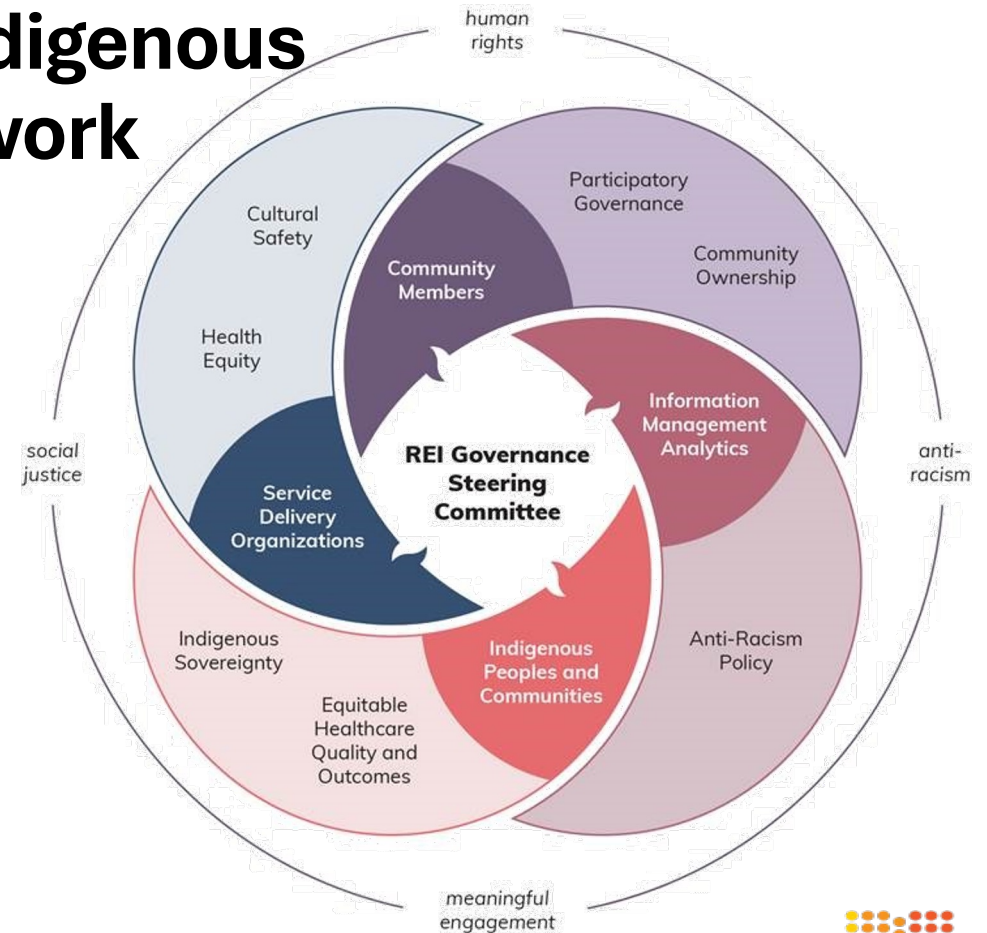 digenous
work
human
rights
Cultural
Safety
Participatory
Governance
Community
Ownership
Community
Members
Health
Equity
Information
Management
Analytics
social
justice
REI Governance
Steering
Committee
anti-
racism
Service
Delivery
Organizations
Indigenous
Sovereignty
Indigenous
Peoples and
Communities
Anti-Racism
Policy
Equitable
Healthcare
Quality and
Outcomes
meaningful
engagement